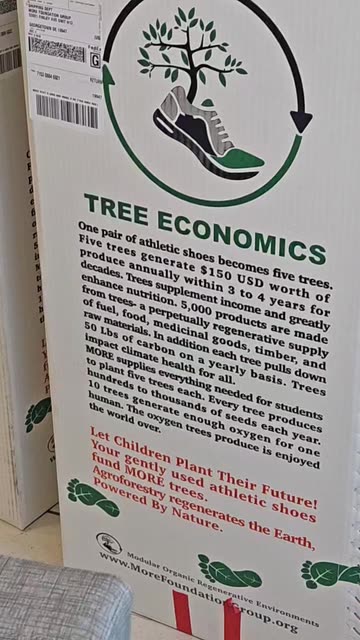 SHIPPING DEPT
MORE FOUNDATION GROUP
G
TREE ECONOMICS
One pair of athletic shoes becomes five trees.
Five trees generate $150 USD worth of
produce annually within 3 to 4 years for
decades. Trees supplement income and greatly
enhance nutrition. 5,000 products are made
from trees- a perpetually regenerative supply
of fuel, food, medicinal goods, timber, and
raw materials. In addition each tree pulls down
50 Lbs of carbon on a yearly basis. Trees
impact climate health for all.
MORE supplies everything needed for students
to plant five trees each. Every tree produces
hundreds to thousands of seeds each year.
10 trees generate enough oxygen for one
human. The oxygen trees produce is enjoyed
the world over.
Let Children Plant Their Future!
Your gently used athletic shoes
fund MORE trees.
Agroforestry regenerates the Earth,
Powered By Nature.
Modular Organic Regenerative Environments
www.MoreFoundationGroup.org